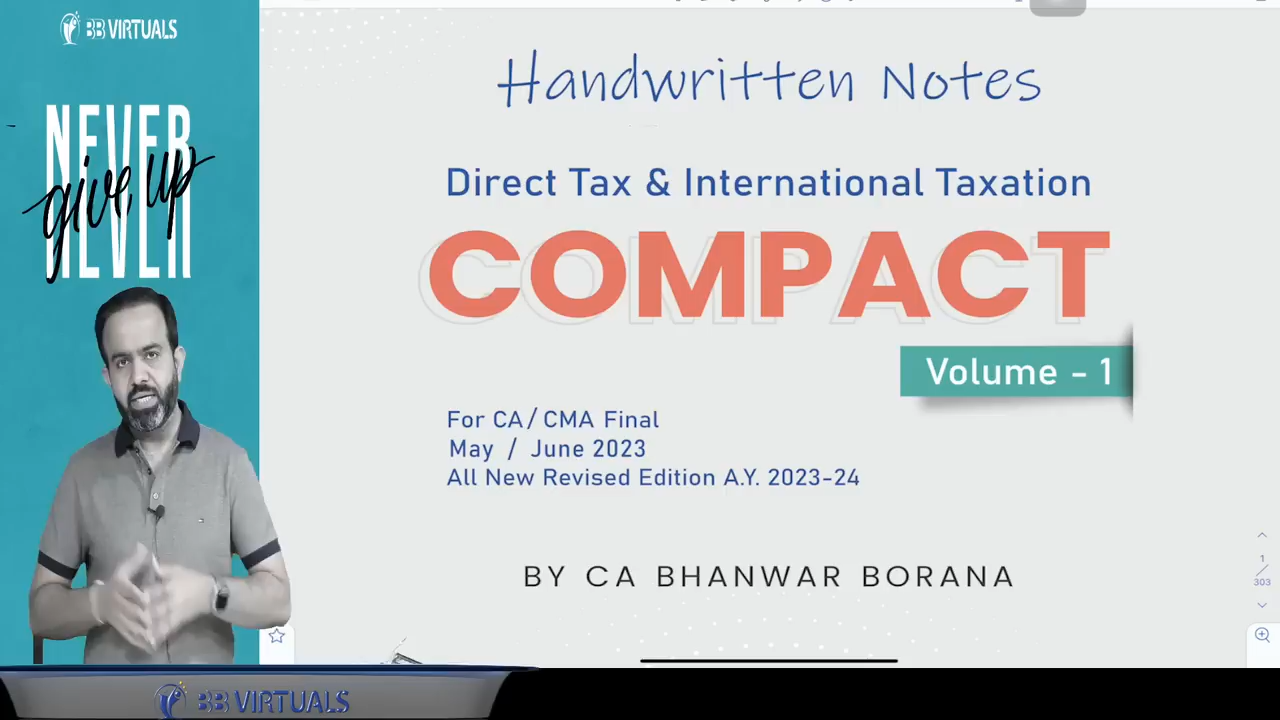 BB VIRTUALS
NEVER
give up
NEVER
Handwritten Notes
Direct Tax & International Taxation
COMPACT
Volume - 1
For CA / CMA Final
May / June 2023
All New Revised Edition A.Y. 2023-24
BY CA BHANWAR BORANA
1
303
BB VIRTUALS